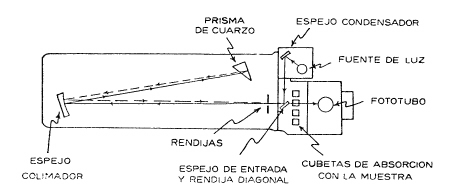 PRISMA
DE CUARZO
ESPEJO CONDENSADOR
FUENTE DE LUZ
FOTOTUBO
RENDIJAS
ESPEJO
COLIMADOR
ESPEJO DE ENTRADA
Y RENDIJA DIAGONAL
CUBETAS DE ABSORCION
CON LA MUESTRA